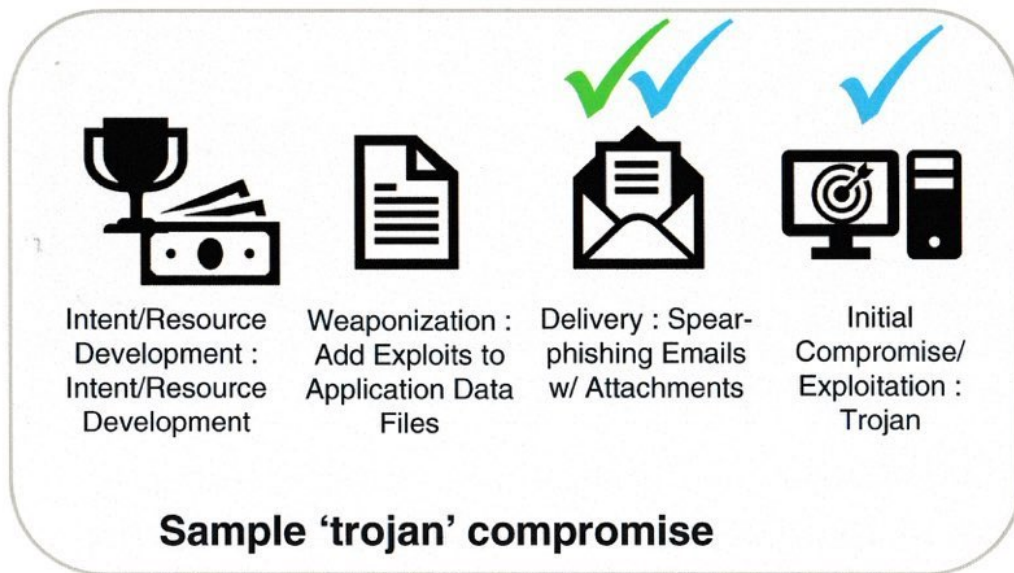 Intent/Resource
Development :
Intent/Resource
Development
Weaponization :
Add Exploits to
Application Data
Files
Delivery : Spear-
phishing Emails
w/ Attachments
Initial
Compromise/
Exploitation :
Trojan
Sample ‘trojan’ compromise